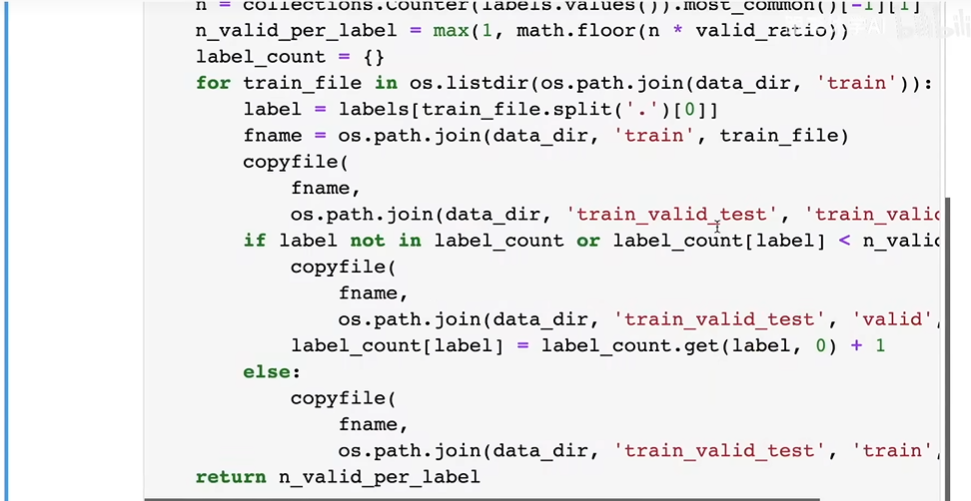 n = collections.Counter(labels.values()).most_common()[-1][1]
n_valid_per_label = max(1, math.floor(n * valid_ratio))
label_count = {}
for train_file in os.listdir(os.path.join(data_dir, 'train')):
label = labels[train_file.split('.')[0]]
fname = os.path.join(data_dir, 'train', train_file)
copyfile(
fname,
os.path.join(data_dir, 'train_valid_test', 'train_valid
if label not in label_count or label_count[label] < n_valid
copyfile(
fname,
os.path.join(data_dir, 'train_valid_test', 'valid',
label_count[label] = label_count.get(label, 0) + 1
else:
copyfile(
fname,
os.path.join(data_dir, 'train_valid_test', 'train',
return n_valid_per_label